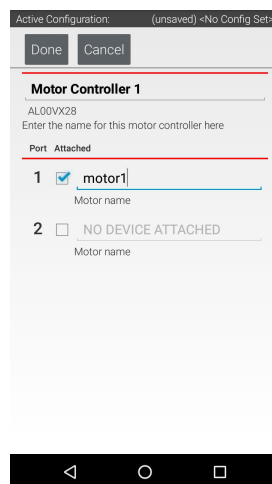 Active Configuration: (unsaved) <No Config Set>
Done Cancel
Motor Controller 1
AL00VX28
Enter the name for this motor controller here
Port Attached
1 motor1
Motor name
2 NO DEVICE ATTACHED
Motor name